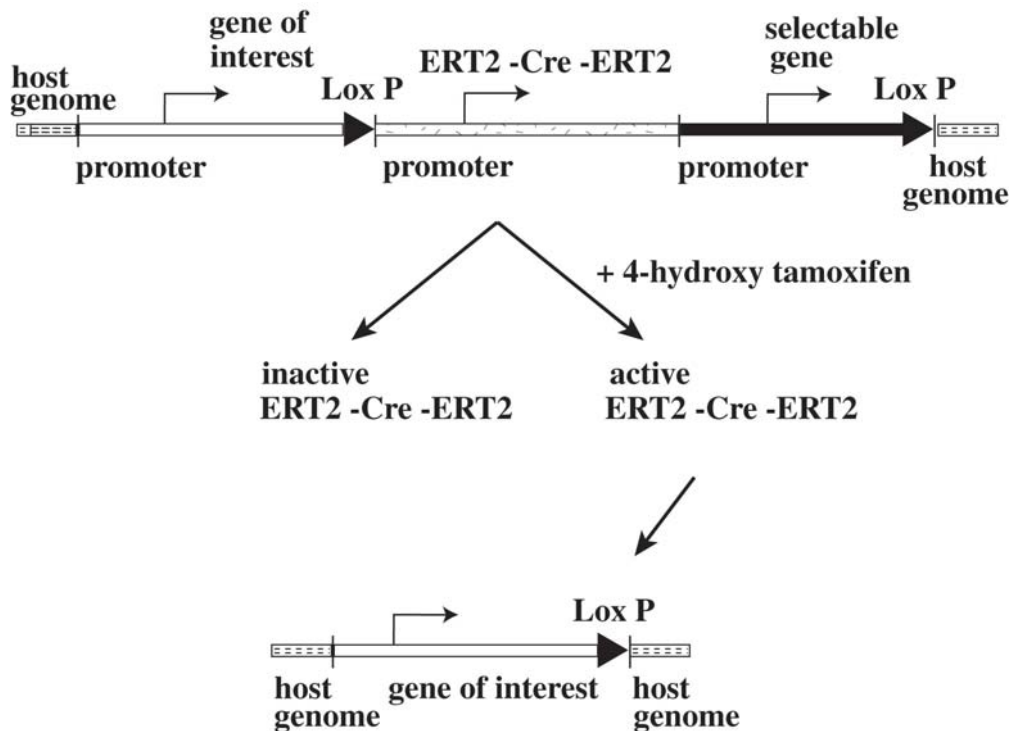 gene of
interest
ERT2 -Cre -ERT2
selectable
gene
host
genome
Lox P
Lox P
promoter
promoter
promoter
host
genome
+ 4-hydroxy tamoxifen
inactive
ERT2 -Cre -ERT2
active
ERT2 -Cre -ERT2
Lox P
host
genome
gene of interest
host
genome